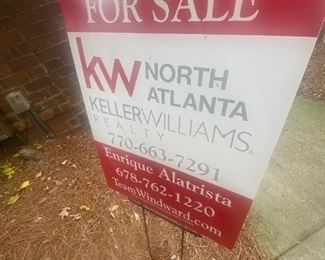 FOR SALE
kw NORTH
ATLANTA
KELLERWILLIAMS®
REALTY
770-663-7291
Enrique Alatrista
678-762-1220
TeamWindward.com